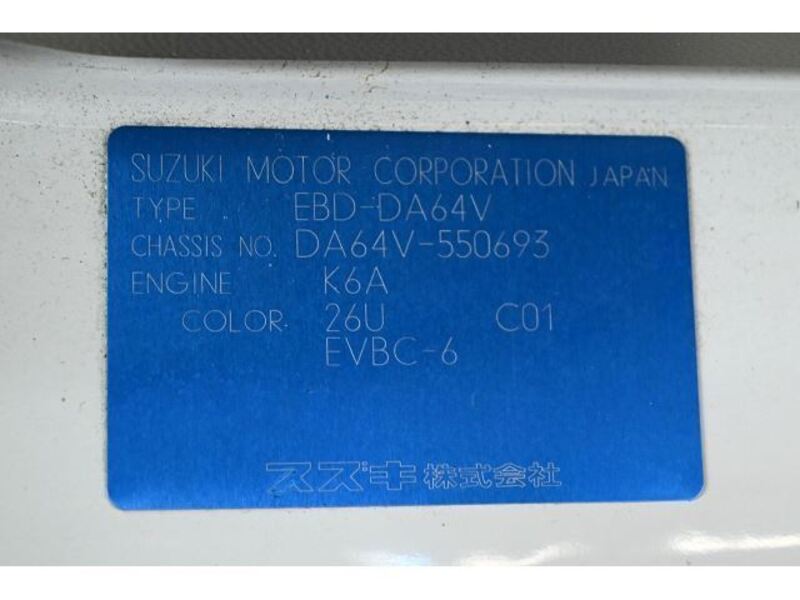 SUZUKI MOTOR CORPORATION JAPAN
TYPE EBD-DA64V
CHASSIS NO. DA64V-550693
ENGINE K6A
COLOR 26U C01
EVBC-6
スズキ株式会社